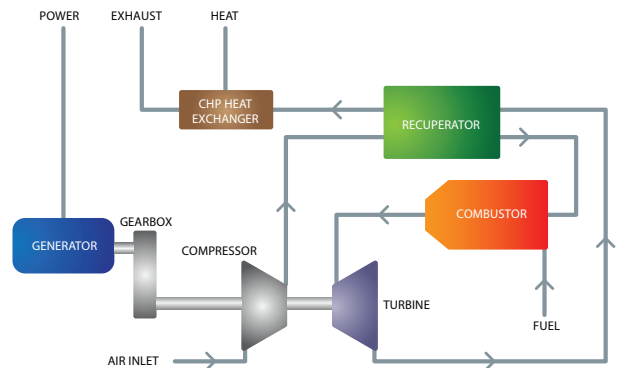 POWER
EXHAUST
HEAT
CHP HEAT
EXCHANGER
RECUPERATOR
COMBUSTOR
GEARBOX
GENERATOR
COMPRESSOR
TURBINE
FUEL
AIR INLET